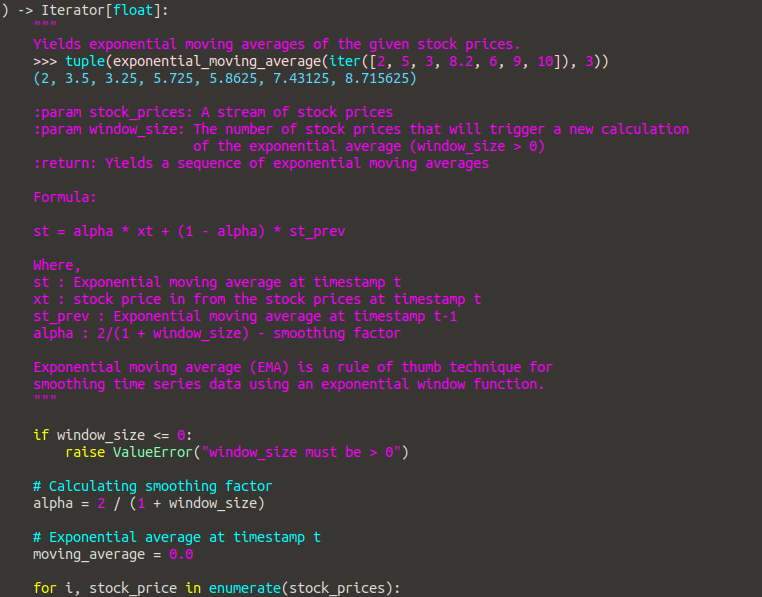 ) -> Iterator[float]:
    """
    Yields exponential moving averages of the given stock prices.
    >>> tuple(exponential_moving_average(iter([2, 5, 3, 8.2, 6, 9, 10]), 3))
    (2, 3.5, 3.25, 5.725, 5.8625, 7.43125, 8.715625)

    :param stock_prices: A stream of stock prices
    :param window_size: The number of stock prices that will trigger a new calculation
                        of the exponential average (window_size > 0)
    :return: Yields a sequence of exponential moving averages

    Formula:

    st = alpha * xt + (1 - alpha) * st_prev

    Where,
    st : Exponential moving average at timestamp t
    xt : stock price in from the stock prices at timestamp t
    st_prev : Exponential moving average at timestamp t-1
    alpha : 2/(1 + window_size) - smoothing factor

    Exponential moving average (EMA) is a rule of thumb technique for
    smoothing time series data using an exponential window function.
    """

    if window_size <= 0:
        raise ValueError("window_size must be > 0")

    # Calculating smoothing factor
    alpha = 2 / (1 + window_size)

    # Exponential average at timestamp t
    moving_average = 0.0

    for i, stock_price in enumerate(stock_prices):